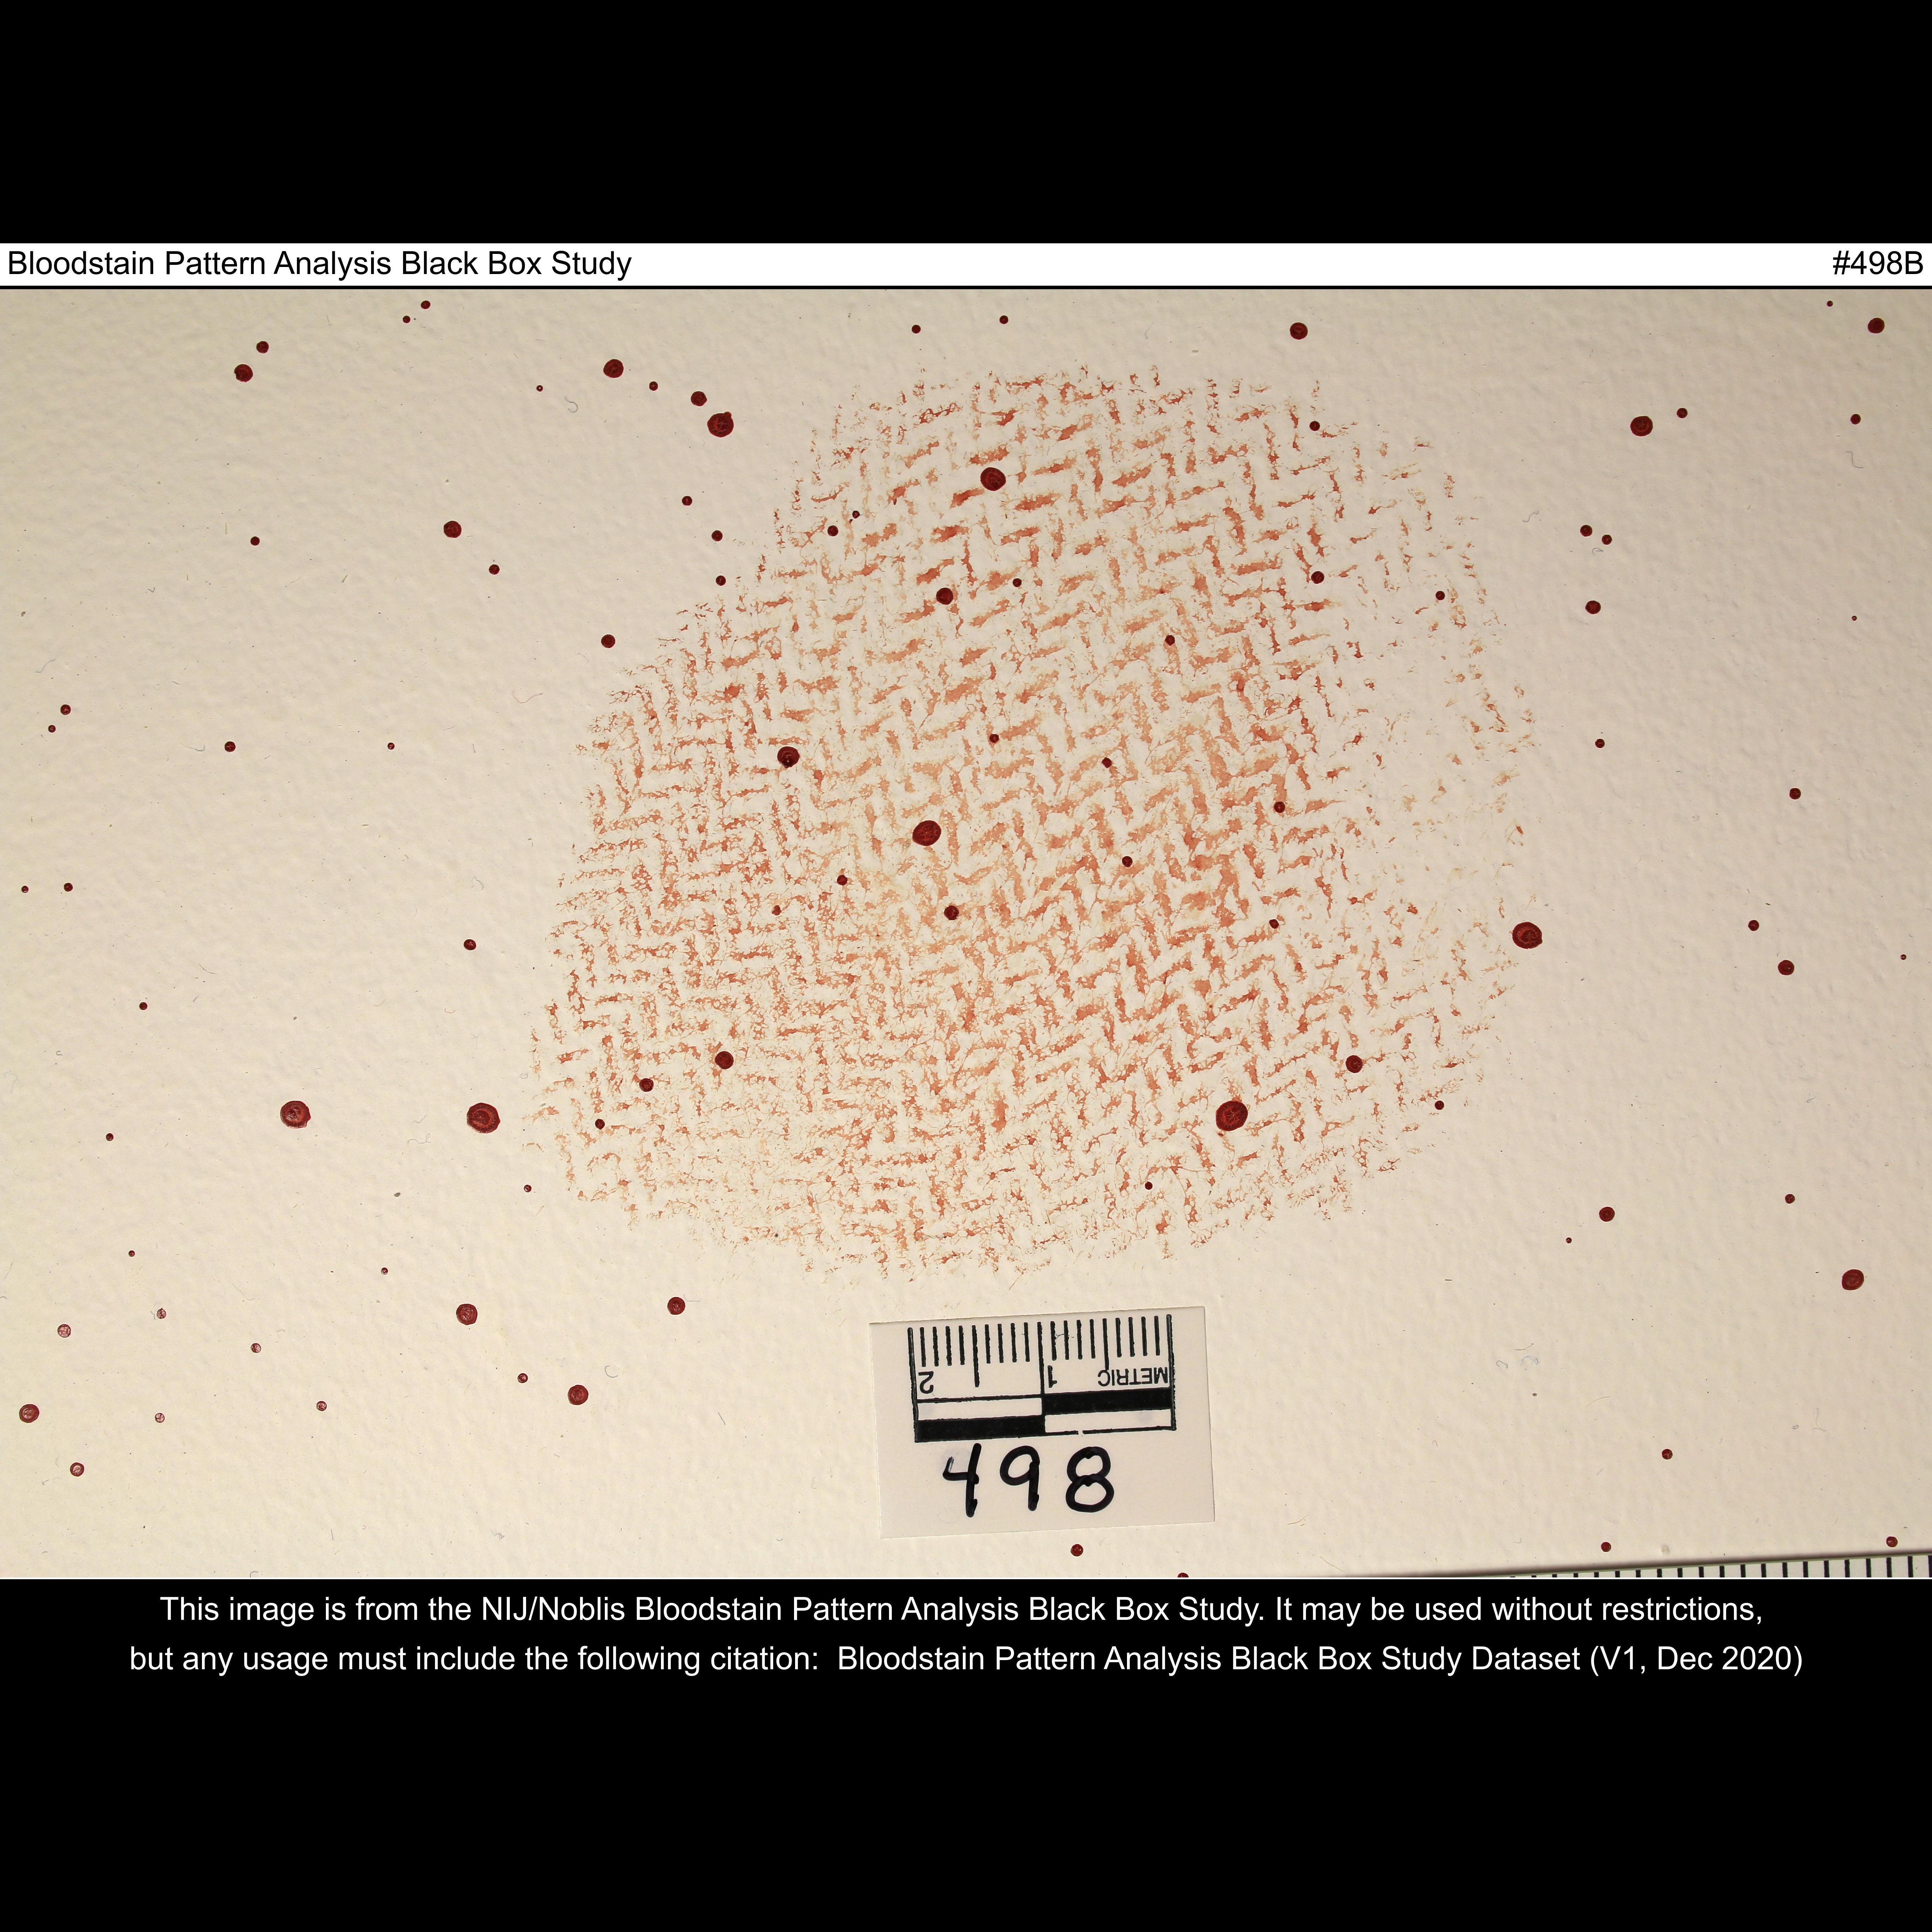 Bloodstain Pattern Analysis Black Box Study #498B
2 1 METRIC
498
This image is from the NIJ/Noblis Bloodstain Pattern Analysis Black Box Study. It may be used without restrictions,
but any usage must include the following citation: Bloodstain Pattern Analysis Black Box Study Dataset (V1, Dec 2020)